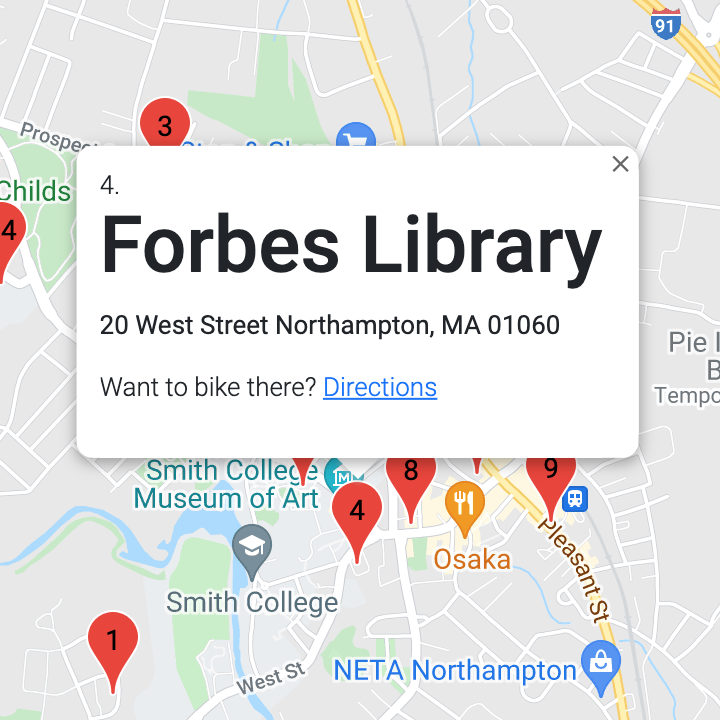 91
3
Prospec
Childs
4
4.
Forbes Library
20 West Street Northampton, MA 01060
Want to bike there? Directions
Pie I
B
Tempo
Smith College
Museum of Art
M
8
9
4
Osaka
Pleasant St
Smith College
1
West St
NETA Northampton